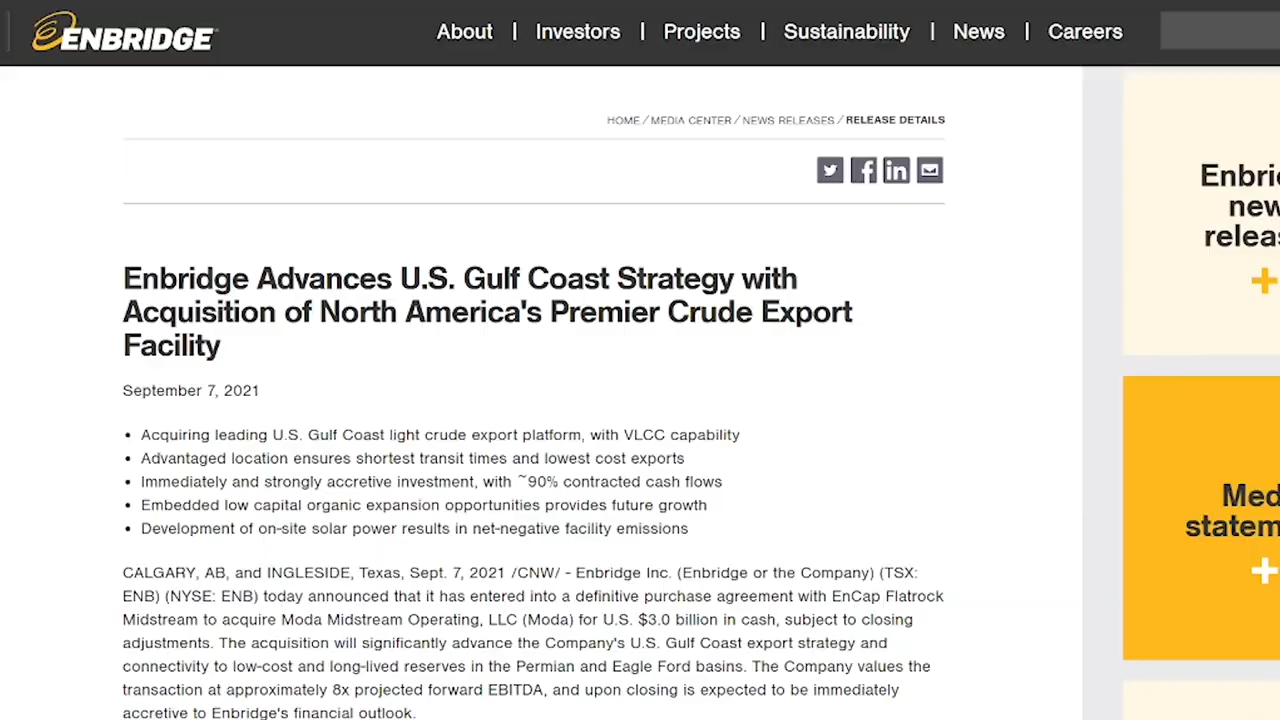 ENBRIDGE
About | Investors | Projects | Sustainability | News | Careers
HOME / MEDIA CENTER / NEWS RELEASES / RELEASE DETAILS
Enbridge Advances U.S. Gulf Coast Strategy with
Acquisition of North America's Premier Crude Export
Facility
September 7, 2021
• Acquiring leading U.S. Gulf Coast light crude export platform, with VLCC capability
• Advantaged location ensures shortest transit times and lowest cost exports
• Immediately and strongly accretive investment, with ~90% contracted cash flows
• Embedded low capital organic expansion opportunities provides future growth
• Development of on-site solar power results in net-negative facility emissions
CALGARY, AB, and INGLESIDE, Texas, Sept. 7, 2021 /CNW/ - Enbridge Inc. (Enbridge or the Company) (TSX:
ENB) (NYSE: ENB) today announced that it has entered into a definitive purchase agreement with EnCap Flatrock
Midstream to acquire Moda Midstream Operating, LLC (Moda) for U.S. $3.0 billion in cash, subject to closing
adjustments. The acquisition will significantly advance the Company's U.S. Gulf Coast export strategy and
connectivity to low-cost and long-lived reserves in the Permian and Eagle Ford basins. The Company values the
transaction at approximately 8x projected forward EBITDA, and upon closing is expected to be immediately
accretive to Enbridge's financial outlook.
Enbri
new
relea
+
Med
statem
+